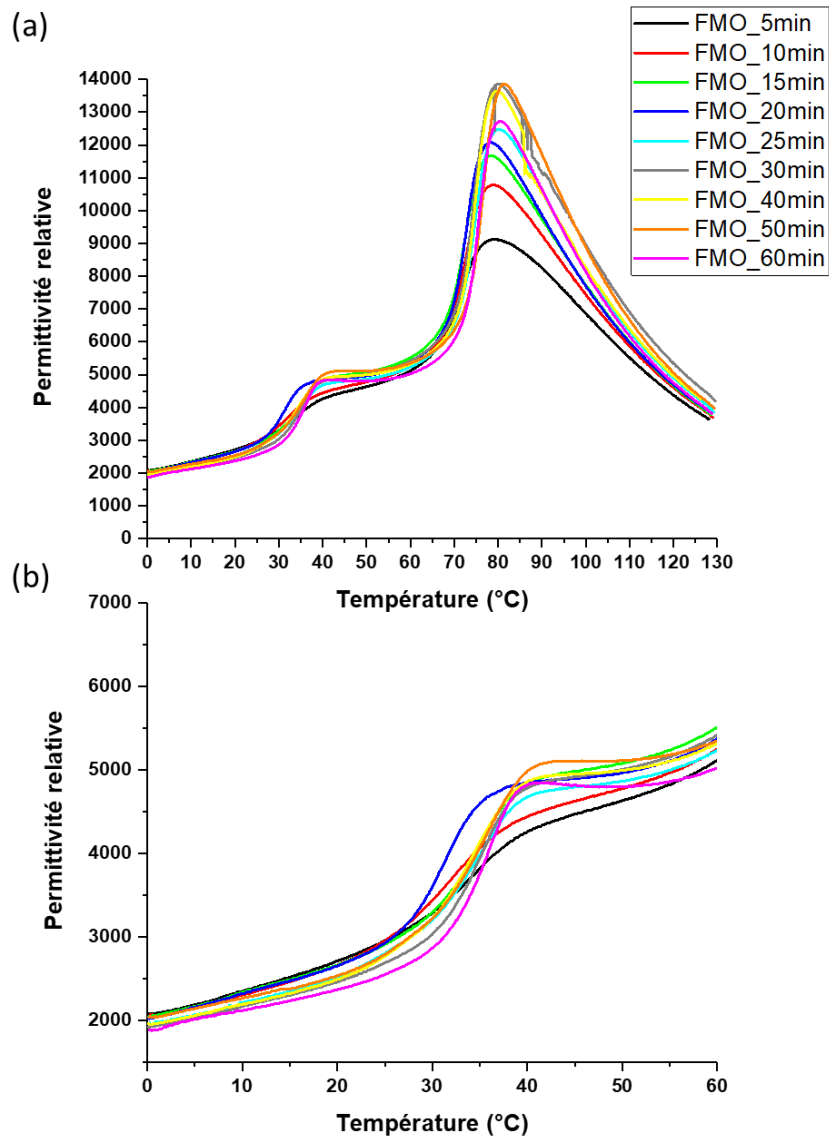 (a)
FMO_5min
FMO_10min
FMO_15min
FMO_20min
FMO_25min
FMO_30min
FMO_40min
FMO_50min
FMO_60min
14000
13000
12000
11000
10000
9000
8000
7000
6000
5000
4000
3000
2000
1000
0
Permittivité relative
0 10 20 30 40 50 60 70 80 90 100 110 120 130
Température (°C)
(b)
7000
6000
5000
4000
3000
2000
Permittivité relative
0 10 20 30 40 50 60
Température (°C)